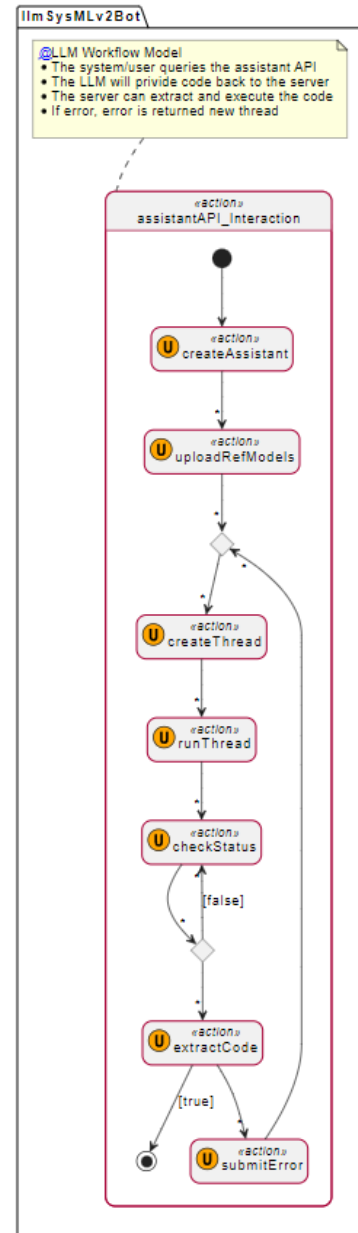 llmSysMLv2Bot
@LLM Workflow Model
• The system/user queries the assistant API
• The LLM will privide code back to the server
• The server can extract and execute the code
• If error, error is returned new thread
«action»
assistantAPI_Interaction
U «action»
createAssistant
*
U «action»
uploadRefModels
*
*
*
U «action»
createThread
*
U «action»
runThread
*
U «action»
checkStatus
*
[false]
*
*
U «action»
extractCode
[true]
*
U «action»
submitError